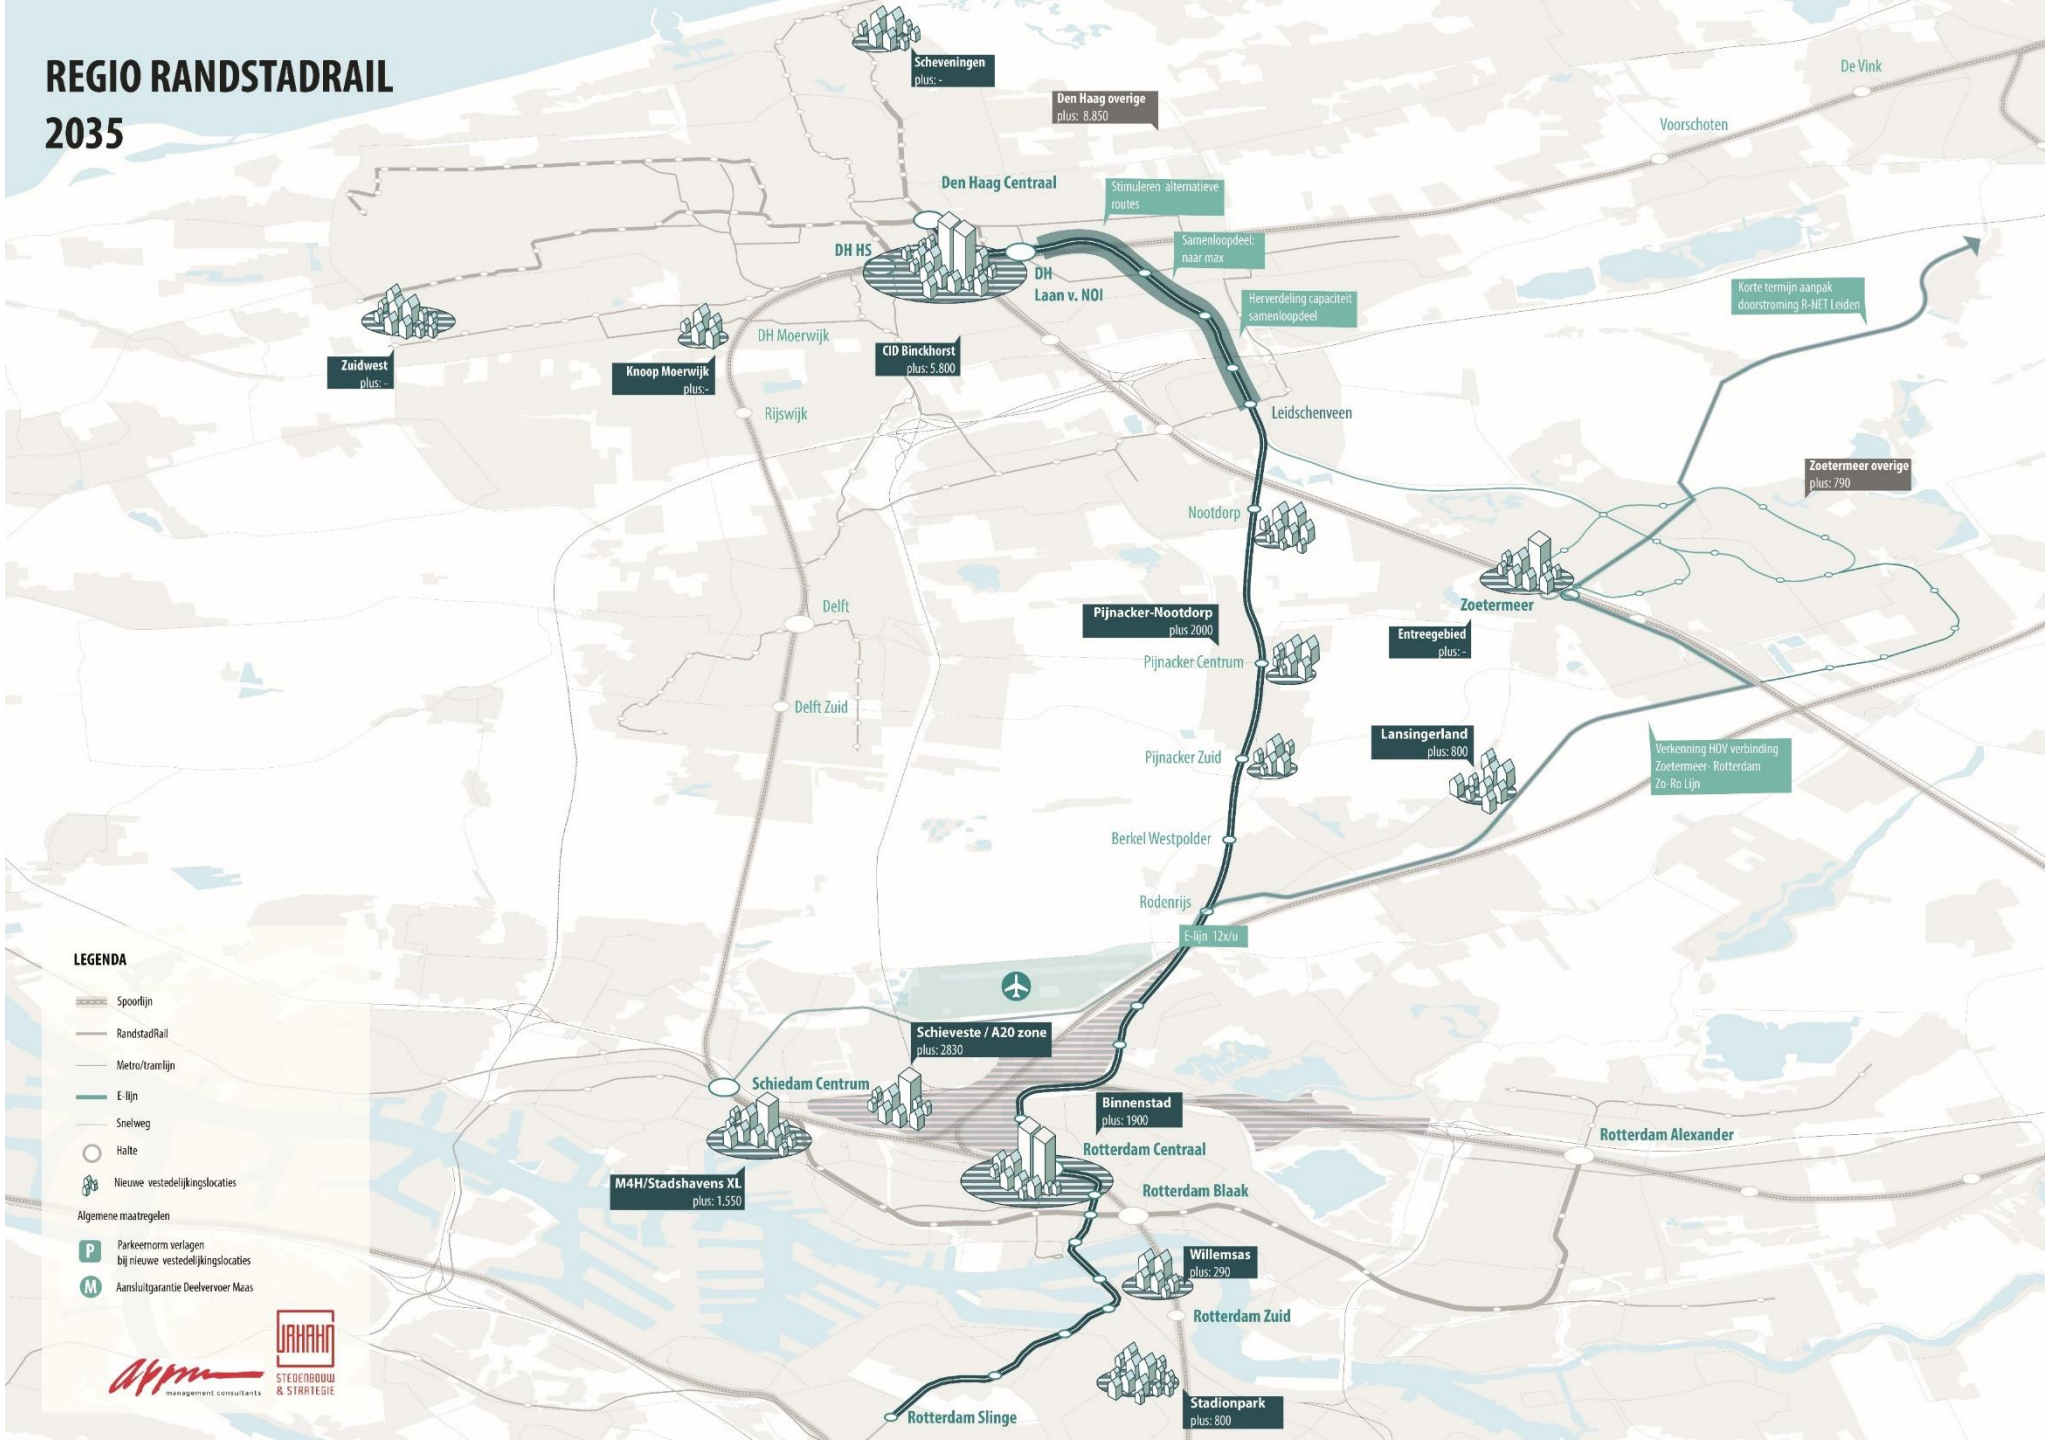 REGIO RANDSTADRAIL
2035
Scheveningen
plus: -
Den Haag overige
plus: 8.850
De Vink
Voorschoten
Den Haag Centraal
Stimuleren alternatieve
routes
DH HS
Samenloopdeel:
naar max
DH
Laan v. NOI
Herverdeling capaciteit
samenloopdeel
Korte termijn aanpak
doorstroming R-NET Leiden
DH Moerwijk
CID Binckhorst
plus: 5.800
Zuidwest
plus: -
Knoop Moerwijk
plus:-
Rijswijk
Leidschenveen
Zoetermeer overige
plus: 790
Nootdorp
Delft
Pijnacker-Nootdorp
plus 2000
Zoetermeer
Entreegebied
plus: -
Pijnacker Centrum
Delft Zuid
Lansingerland
plus: 800
Pijnacker Zuid
Verkenning HOV verbinding
Zoetermeer- Rotterdam
Zo-Ro Lijn
Berkel Westpolder
Rodenrijs
E-lijn 12x/u
LEGENDA
Spoorlijn
RandstadRail
Metro/tramlijn
E-lijn
Snelweg
Halte
Nieuwe vestedelijkingslocaties
Algemene maatregelen
P
Parkeernorm verlagen
bij nieuwe vestedelijkingslocaties
M
Aansluitgarantie Deelvervoer Maas
Schieveste / A20 zone
plus: 2830
Schiedam Centrum
Binnenstad
plus: 1900
Rotterdam Centraal
Rotterdam Alexander
M4H/Stadshavens XL
plus: 1.550
Rotterdam Blaak
Willemsas
plus: 290
Rotterdam Zuid
Stadionpark
plus: 800
Rotterdam Slinge
appm
management consultants
JAHAHN
STEDENBOUW
& STRATEGIE